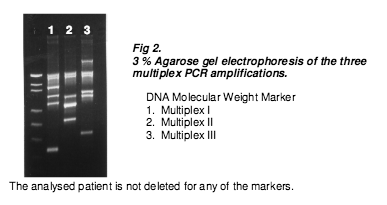 1 2 3
Fig 2.
3 % Agarose gel electrophoresis of the three
multiplex PCR amplifications.
DNA Molecular Weight Marker
1. Multiplex I
2. Multiplex II
3. Multiplex III
The analysed patient is not deleted for any of the markers.